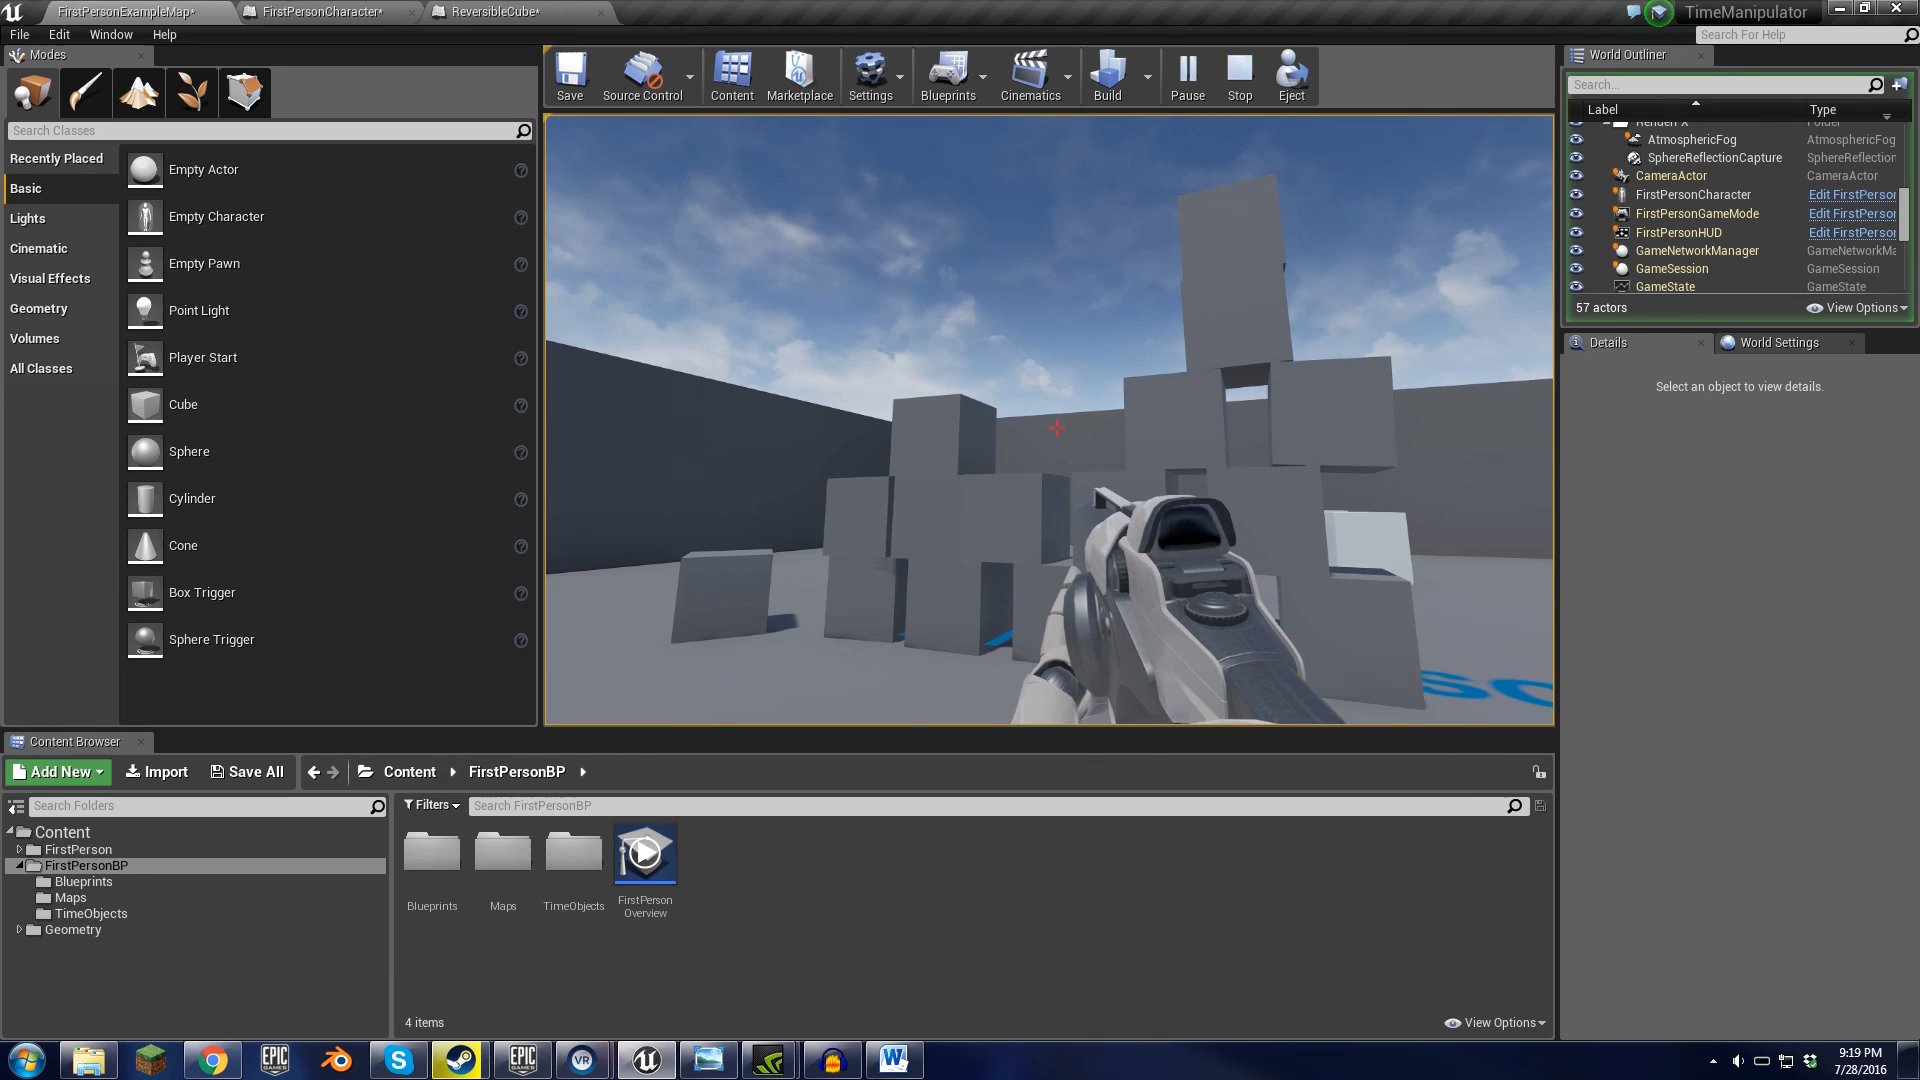 FirstPersonExampleMap*
FirstPersonCharacter*
ReversibleCube*
TimeManipulator
File Edit Window Help
Search For Help
Modes
Search Classes
Recently Placed
Basic
Lights
Cinematic
Visual Effects
Geometry
Volumes
All Classes
Empty Actor
Empty Character
Empty Pawn
Point Light
Player Start
Cube
Sphere
Cylinder
Cone
Box Trigger
Sphere Trigger
Save
Source Control
Content
Marketplace
Settings
Blueprints
Cinematics
Build
Pause
Stop
Eject
World Outliner
Search...
Label Type
AtmosphericFog AtmosphericFog
SphereReflectionCapture SphereReflection
CameraActor CameraActor
FirstPersonCharacter Edit FirstPerson
FirstPersonGameMode Edit FirstPerson
FirstPersonHUD Edit FirstPerson
GameNetworkManager GameNetworkMa
GameSession GameSession
GameState GameState
57 actors
View Options
Details
World Settings
Select an object to view details.
Content Browser
Add New
Import
Save All
Content
FirstPersonBP
Search Folders
Filters
Search FirstPersonBP
Content
FirstPerson
FirstPersonBP
Blueprints
Maps
TimeObjects
Geometry
Blueprints
Maps
TimeObjects
FirstPerson
Overview
4 items
View Options
EPIC
GAMES
EPIC
GAMES
VR
9:19 PM
7/28/2016